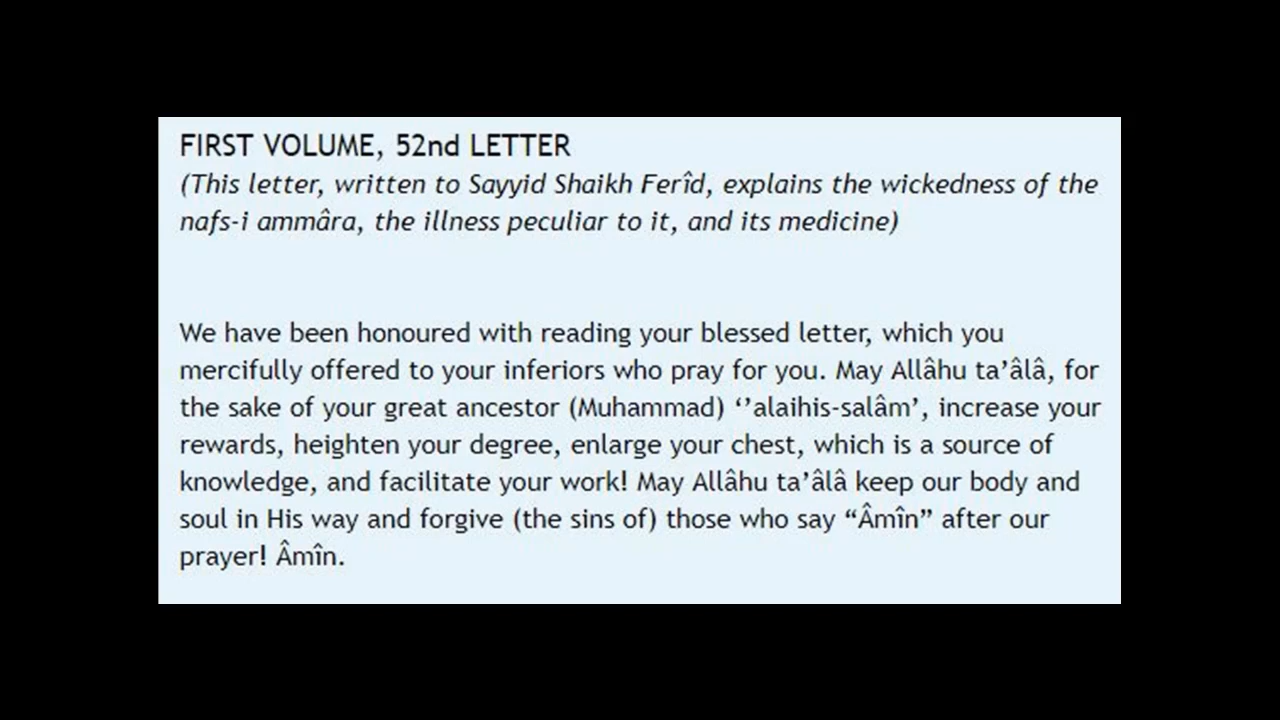 FIRST VOLUME, 52nd LETTER
(This letter, written to Sayyid Shaikh Ferîd, explains the wickedness of the
nafs-i ammâra, the illness peculiar to it, and its medicine)
We have been honoured with reading your blessed letter, which you
mercifully offered to your inferiors who pray for you. May Allâhu ta’âlâ, for
the sake of your great ancestor (Muhammad) ‘’alaihis-salâm’, increase your
rewards, heighten your degree, enlarge your chest, which is a source of
knowledge, and facilitate your work! May Allâhu ta’âlâ keep our body and
soul in His way and forgive (the sins of) those who say “Âmîn” after our
prayer! Âmîn.